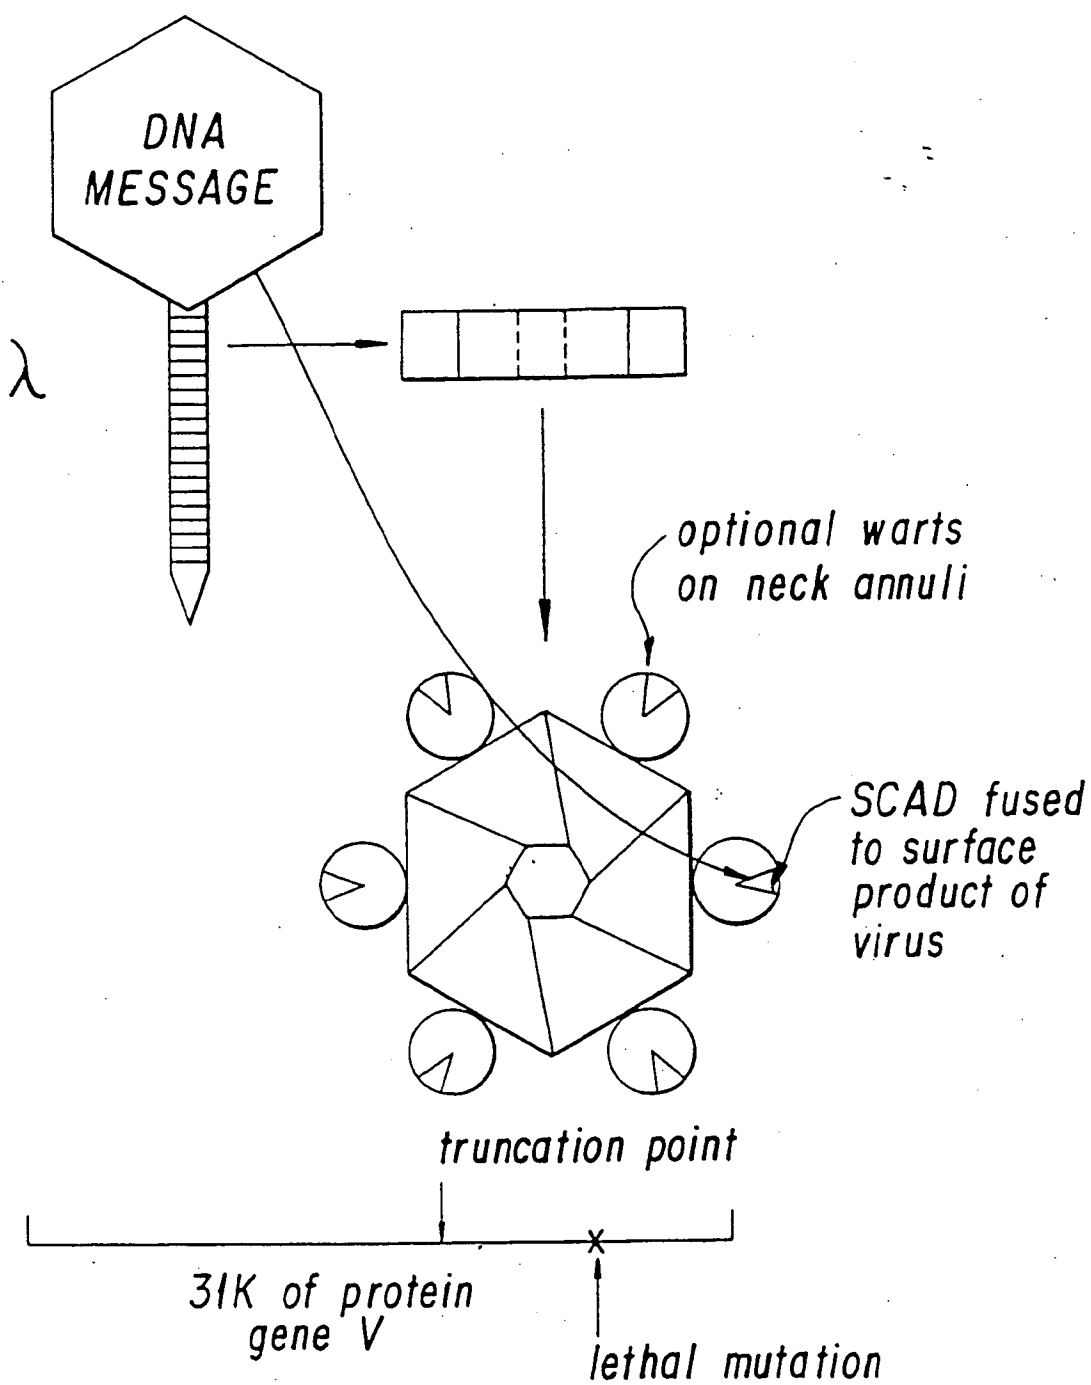 DNA
MESSAGE
λ
optional warts
on neck annuli
SCAD fused
to surface
product of
virus
truncation point
X
31K of protein
gene V
lethal mutation